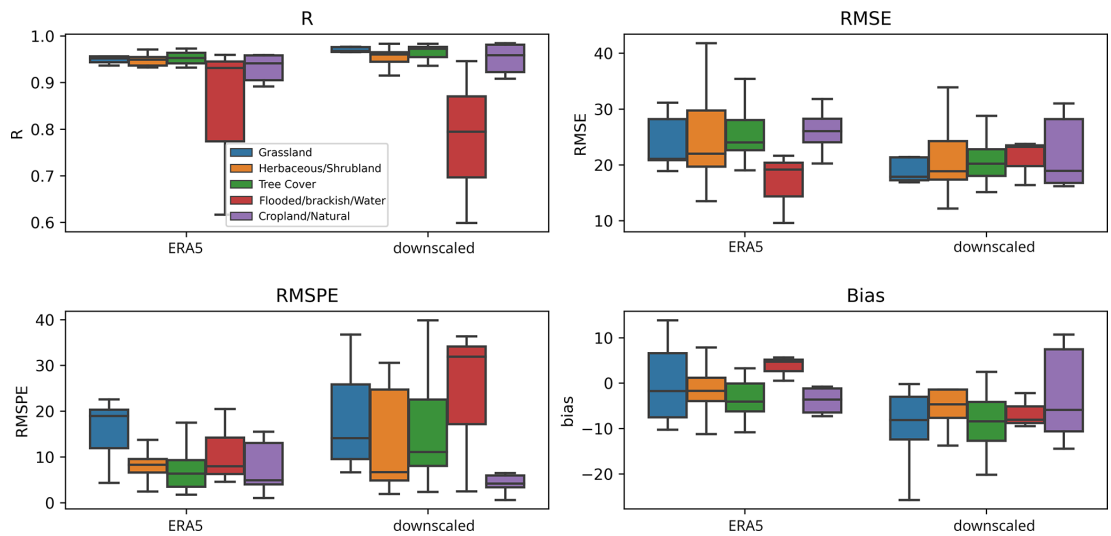 R
R
1.0
0.9
0.8
0.7
0.6
Grassland
Herbaceous/Shrubland
Tree Cover
Flooded/brackish/Water
Cropland/Natural
ERA5 downscaled
RMSE
RMSE
40
30
20
10
ERA5 downscaled
RMSPE
RMSPE
40
30
20
10
0
ERA5 downscaled
Bias
bias
10
0
−10
−20
ERA5 downscaled